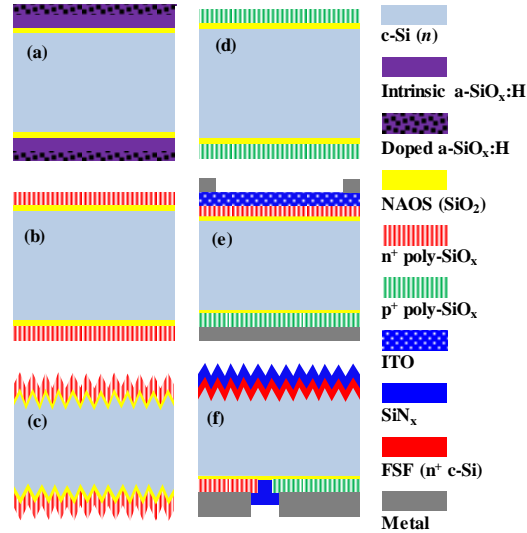 (a)
(b)
(c)
(d)
(e)
(f)
c-Si (n)
Intrinsic a-SiOx:H
Doped a-SiOx:H
NAOS (SiO2)
n+ poly-SiOx
p+ poly-SiOx
ITO
SiNx
FSF (n+ c-Si)
Metal